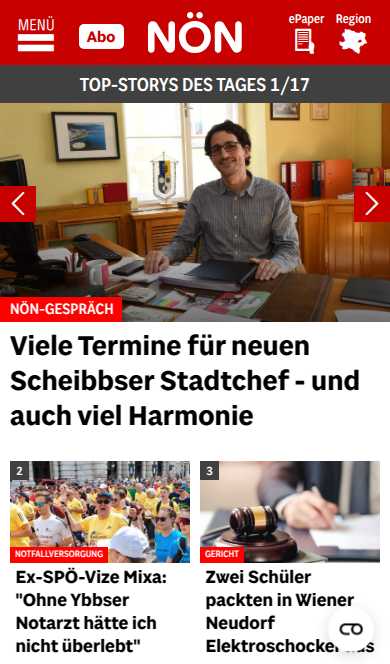 MENÜ
Abo
NÖN
ePaper
Region
TOP-STORYS DES TAGES 1/17
NÖN-GESPRÄCH
Viele Termine für neuen
Scheibbser Stadtchef - und
auch viel Harmonie
2
NOTFALLVERSORGUNG
Ex-SPÖ-Vize Mixa:
"Ohne Ybbser
Notarzt hätte ich
nicht überlebt"
3
GERICHT
Zwei Schüler
packten in Wiener
Neudorf
Elektroschocker aus